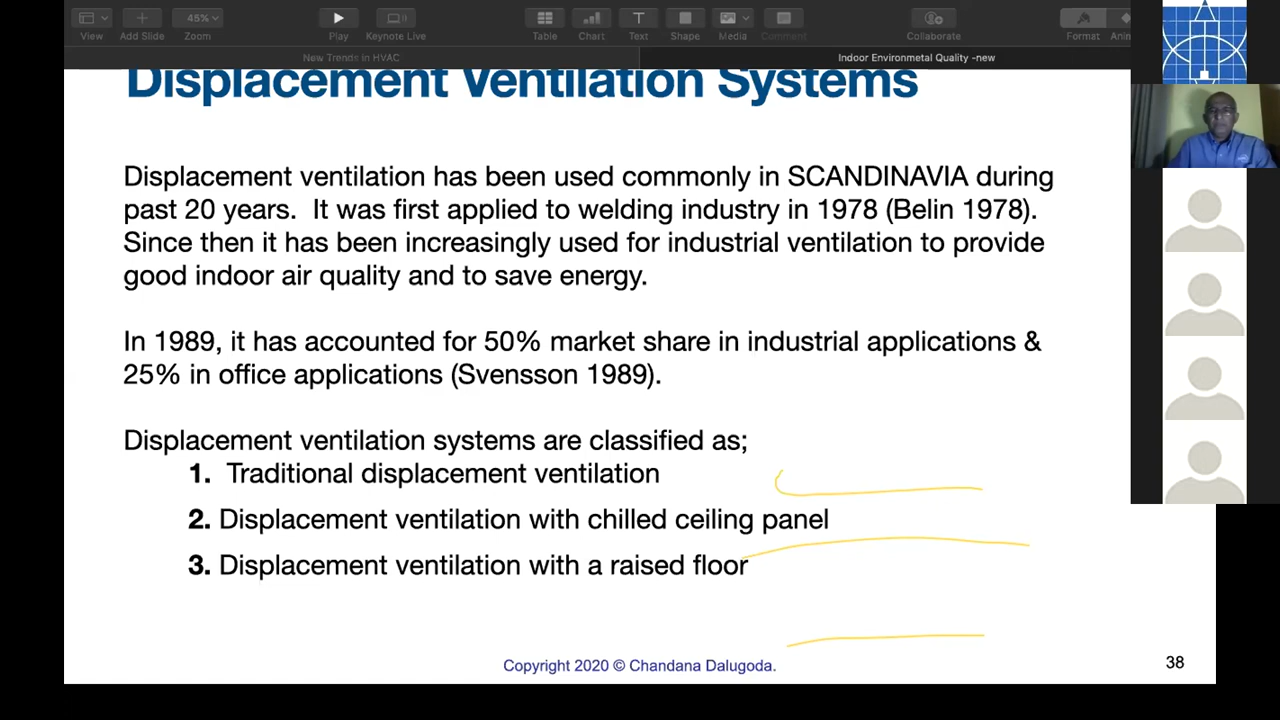 45%
View
Add Slide
Zoom
Play
Keynote Live
Table
Chart
Text
Shape
Media
Comment
Collaborate
Format
Anin
New Trends in HVAC
Indoor Environmetal Quality -new
Displacement Ventilation Systems
Displacement ventilation has been used commonly in SCANDINAVIA during
past 20 years. It was first applied to welding industry in 1978 (Belin 1978).
Since then it has been increasingly used for industrial ventilation to provide
good indoor air quality and to save energy.
In 1989, it has accounted for 50% market share in industrial applications &
25% in office applications (Svensson 1989).
Displacement ventilation systems are classified as;
1. Traditional displacement ventilation
2. Displacement ventilation with chilled ceiling panel
3. Displacement ventilation with a raised floor
Copyright 2020 © Chandana Dalugoda.
38